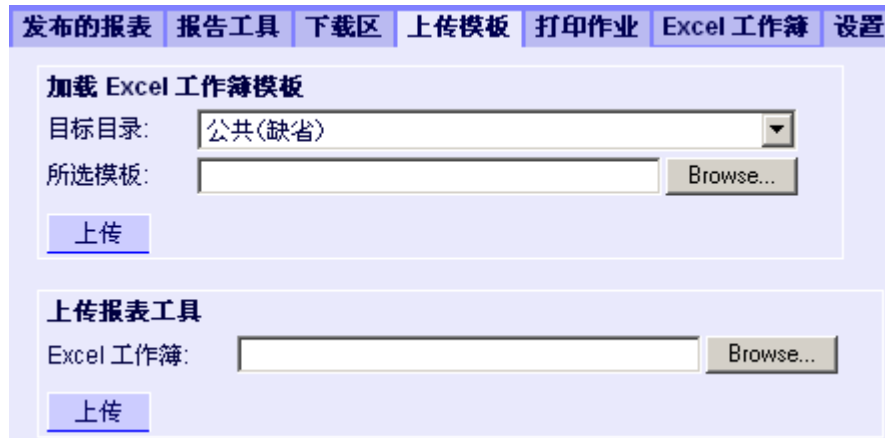 发布的报表 报告工具 下载区 上传模板 打印作业 Excel 工作簿 设置
加载 Excel 工作簿模板
目标目录: 公共(缺省)
所选模板: Browse...
上传
上传报表工具
Excel 工作簿: Browse...
上传